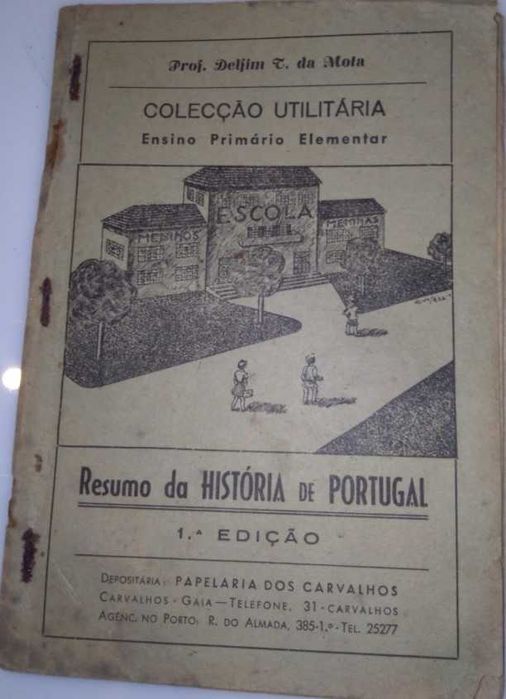 Prof. Delfim T. da Mota
COLECÇÃO UTILITÁRIA
Ensino Primário Elementar
ESCOLA
MENINOS
MENINAS
Resumo da HISTÓRIA DE PORTUGAL
1.ª EDIÇÃO
DEPOSITÁRIA: PAPELARIA DOS CARVALHOS
CARVALHOS - GAIA — TELEFONE, 31 - CARVALHOS
AGÊNC. NO PORTO: R. DO ALMADA, 385-1.º - TEL. 25277